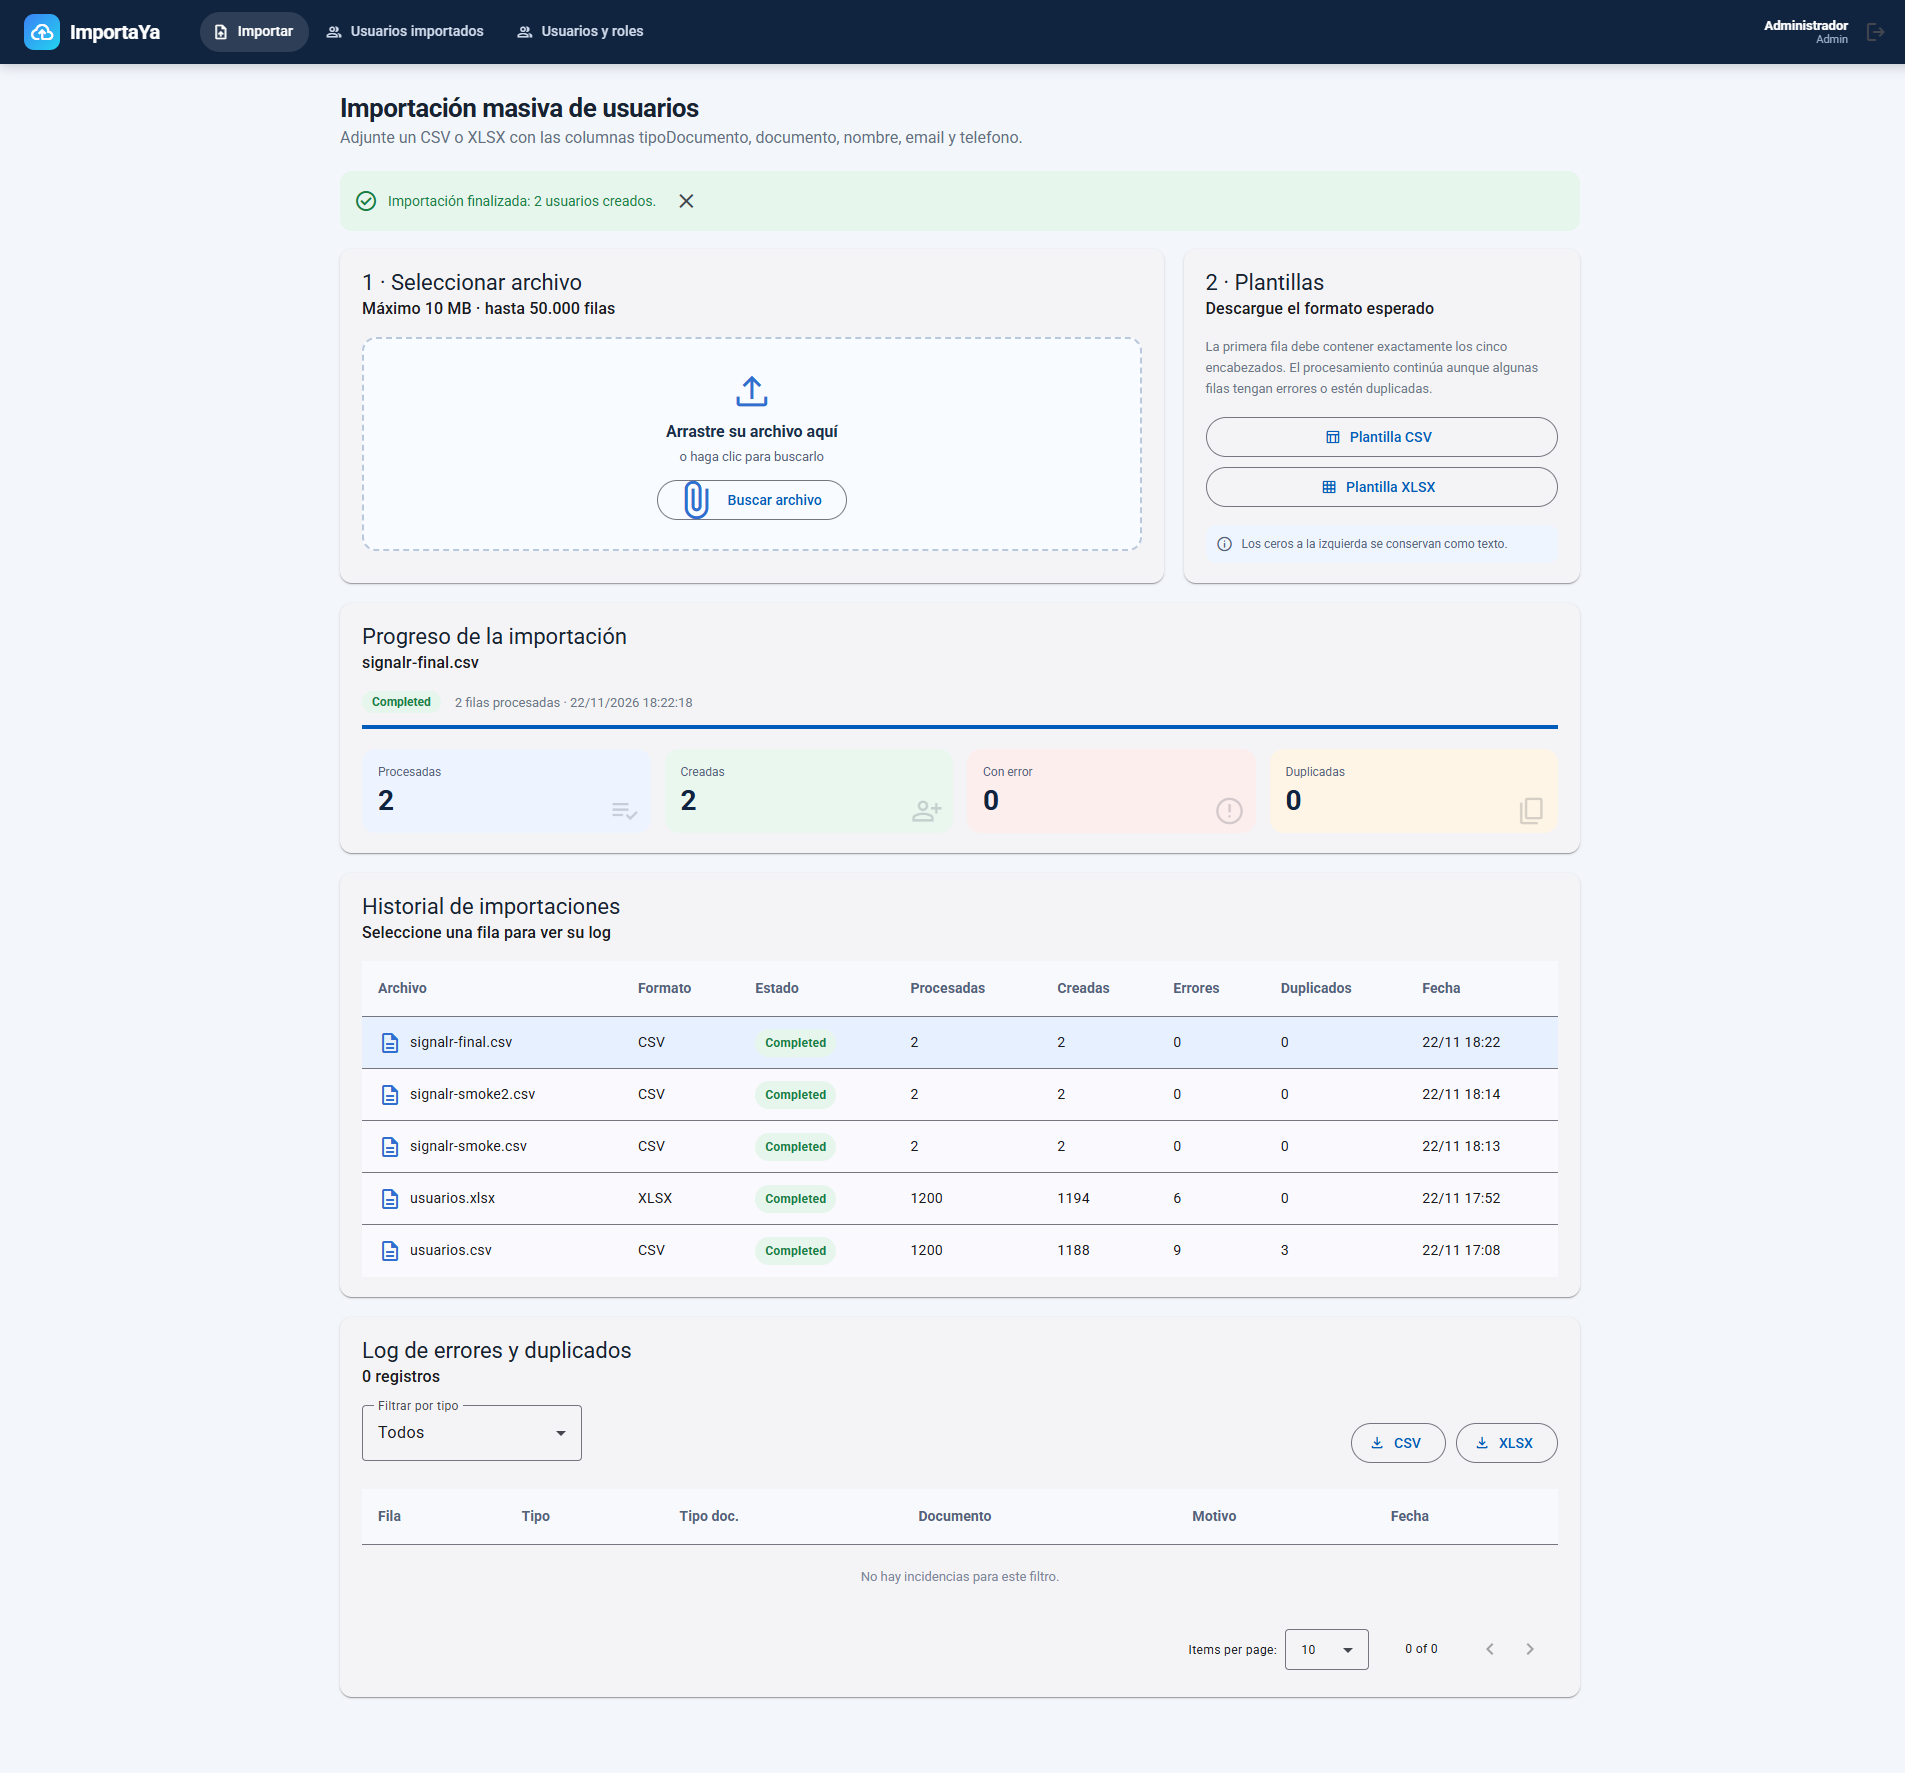 ImportaYa
Importar
Usuarios importados
Usuarios y roles
Administrador
Admin
Importación masiva de usuarios
Adjunte un CSV o XLSX con las columnas tipoDocumento, documento, nombre, email y telefono.
Importación finalizada: 2 usuarios creados.
1 · Seleccionar archivo
Máximo 10 MB · hasta 50.000 filas
Arrastre su archivo aquí
o haga clic para buscarlo
Buscar archivo
2 · Plantillas
Descargue el formato esperado
La primera fila debe contener exactamente los cinco
encabezados. El procesamiento continúa aunque algunas
filas tengan errores o estén duplicadas.
Plantilla CSV
Plantilla XLSX
Los ceros a la izquierda se conservan como texto.
Progreso de la importación
signalr-final.csv
Completed 2 filas procesadas · 22/11/2026 18:22:18
Procesadas
2
Creadas
2
Con error
0
Duplicadas
0
Historial de importaciones
Seleccione una fila para ver su log
Archivo Formato Estado Procesadas Creadas Errores Duplicados Fecha
signalr-final.csv CSV Completed 2 2 0 0 22/11 18:22
signalr-smoke2.csv CSV Completed 2 2 0 0 22/11 18:14
signalr-smoke.csv CSV Completed 2 2 0 0 22/11 18:13
usuarios.xlsx XLSX Completed 1200 1194 6 0 22/11 17:52
usuarios.csv CSV Completed 1200 1188 9 3 22/11 17:08
Log de errores y duplicados
0 registros
Filtrar por tipo
Todos
CSV
XLSX
Fila Tipo Tipo doc. Documento Motivo Fecha
No hay incidencias para este filtro.
Items per page: 10 0 of 0